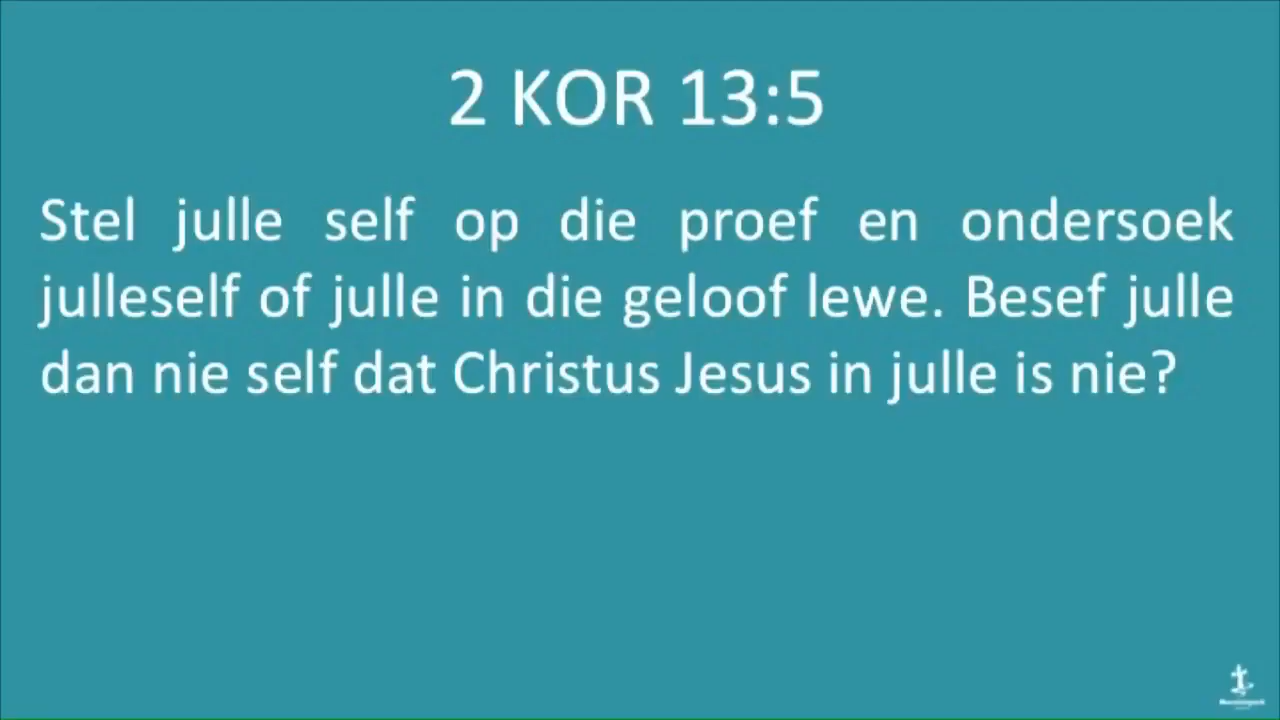 2 KOR 13:5
Stel julle self op die proef en ondersoek
julleself of julle in die geloof lewe. Besef julle
dan nie self dat Christus Jesus in julle is nie?